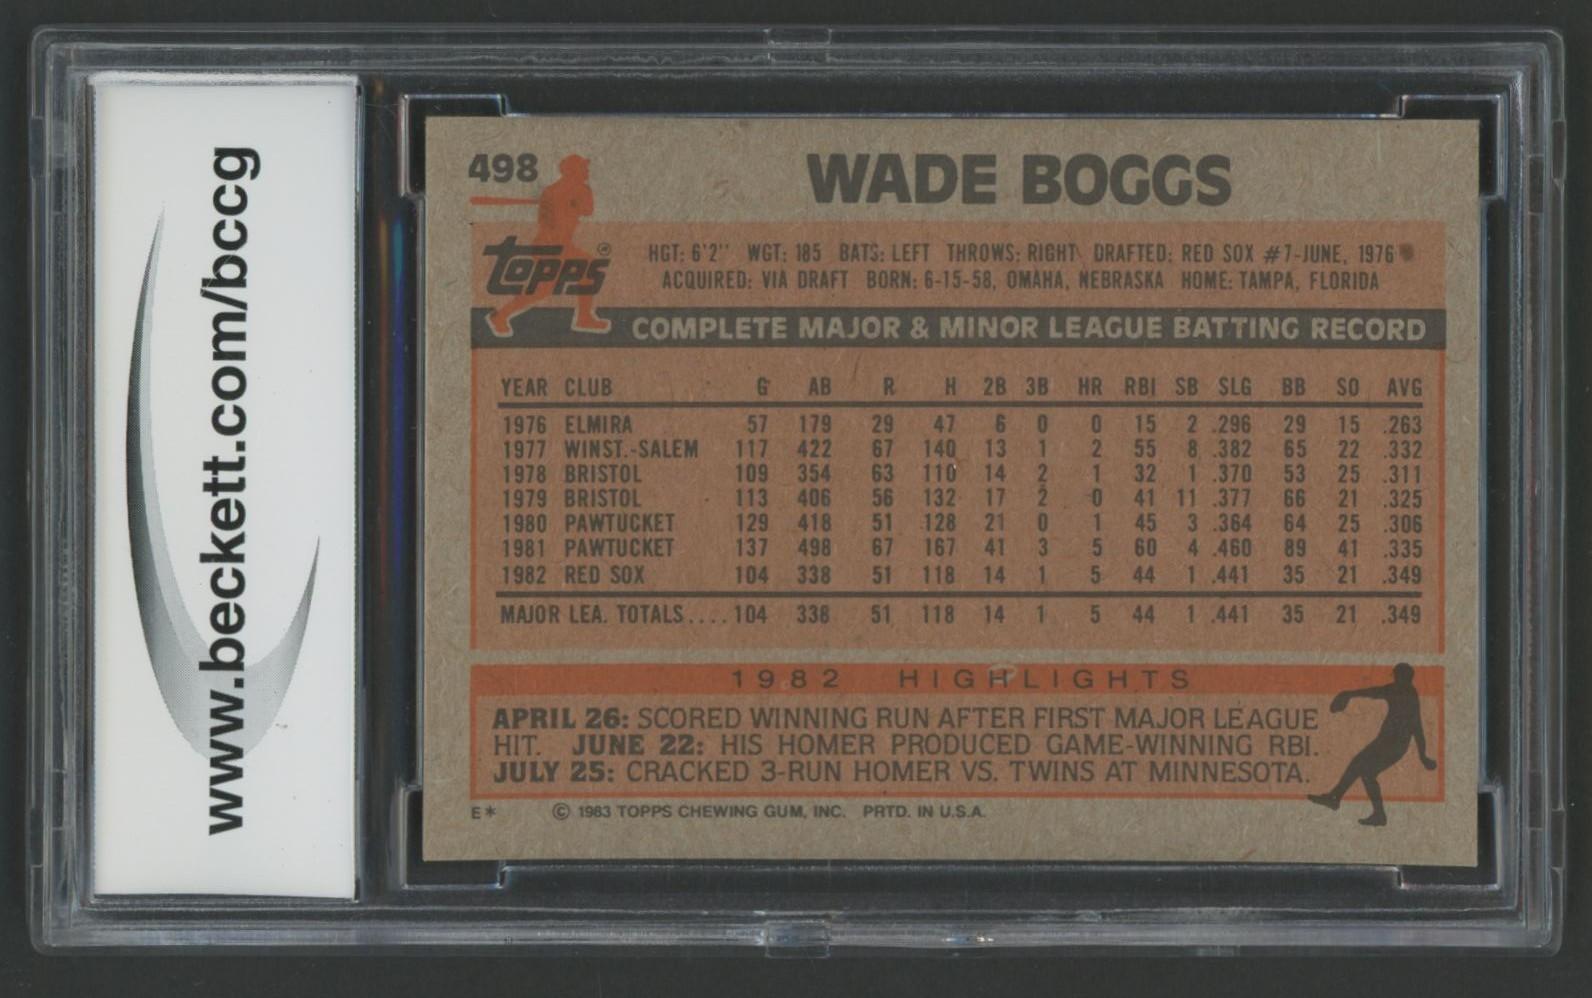 www.beckett.com/bccg
498
WADE BOGGS
Topps ®
HGT: 6'2'' WGT: 185 BATS: LEFT THROWS: RIGHT DRAFTED: RED SOX #7-JUNE, 1976
ACQUIRED: VIA DRAFT BORN: 6-15-58, OMAHA, NEBRASKA HOME: TAMPA, FLORIDA
COMPLETE MAJOR & MINOR LEAGUE BATTING RECORD
YEAR CLUB G AB R H 2B 3B HR RBI SB SLG BB SO AVG
1976 ELMIRA 57 179 29 47 6 0 0 15 2 .296 29 15 .263
1977 WINST.-SALEM 117 422 67 140 13 1 2 55 8 .382 65 22 .332
1978 BRISTOL 109 354 63 110 14 2 1 32 1 .370 53 25 .311
1979 BRISTOL 113 406 56 132 17 2 0 41 11 .377 66 21 .325
1980 PAWTUCKET 129 418 51 128 21 0 1 45 3 .364 64 25 .306
1981 PAWTUCKET 137 498 67 167 41 3 5 60 4 .460 89 41 .335
1982 RED SOX 104 338 51 118 14 1 5 44 1 .441 35 21 .349
MAJOR LEA. TOTALS.... 104 338 51 118 14 1 5 44 1 .441 35 21 .349
1982 HIGHLIGHTS
APRIL 26: SCORED WINNING RUN AFTER FIRST MAJOR LEAGUE
HIT. JUNE 22: HIS HOMER PRODUCED GAME-WINNING RBI.
JULY 25: CRACKED 3-RUN HOMER VS. TWINS AT MINNESOTA.
E* © 1983 TOPPS CHEWING GUM, INC. PRTD. IN U.S.A.